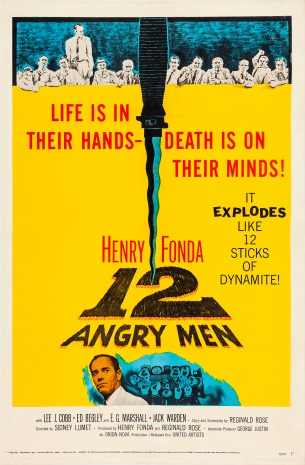 LIFE IS IN
THEIR HANDS- DEATH IS ON
THEIR MINDS!
IT
EXPLODES
LIKE
12
STICKS
OF
DYNAMITE!
HENRY FONDA
12
ANGRY MEN
with LEE J. COBB • ED BEGLEY and E. G. MARSHALL • JACK WARDEN • Story and Screenplay by REGINALD ROSE
Directed by SIDNEY LUMET • Produced by HENRY FONDA and REGINALD ROSE • Associate Producer GEORGE JUSTIN
An ORION-NOVA Production • Released thru UNITED ARTISTS